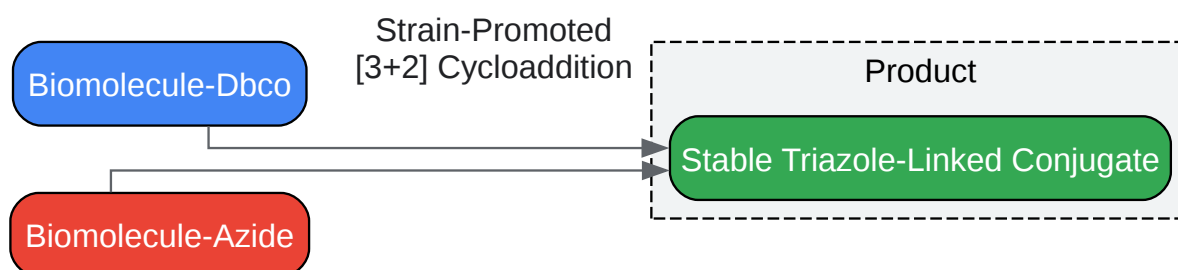 Strain-Promoted
[3+2] Cycloaddition
Biomolecule-Dbco
Product
Stable Triazole-Linked Conjugate
Biomolecule-Azide